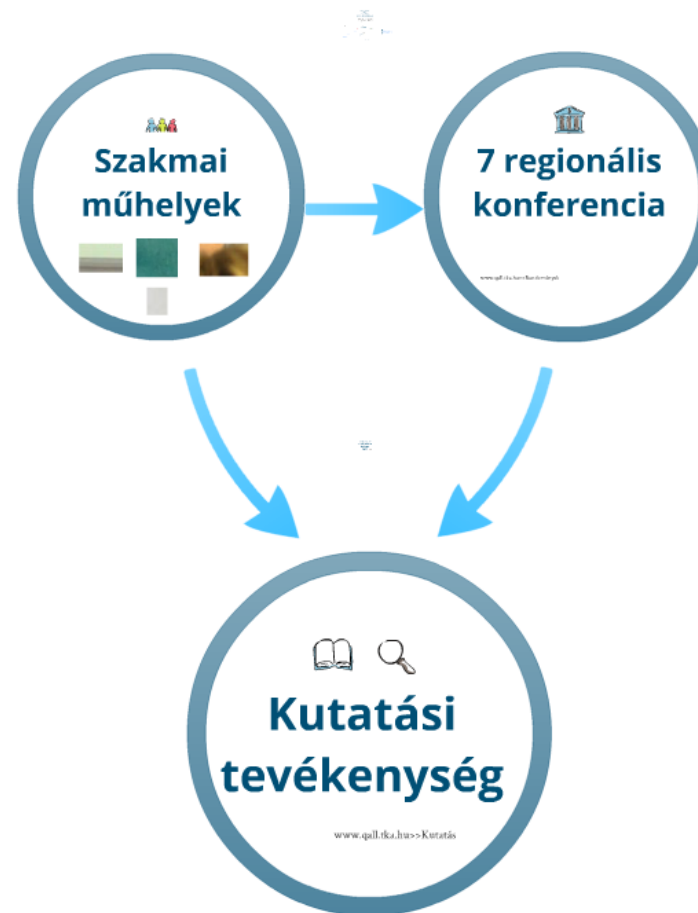 Szakmai
műhelyek
7 regionális
konferencia
Kutatási
tevékenység
www.qall.tka.hu>>Kutatás